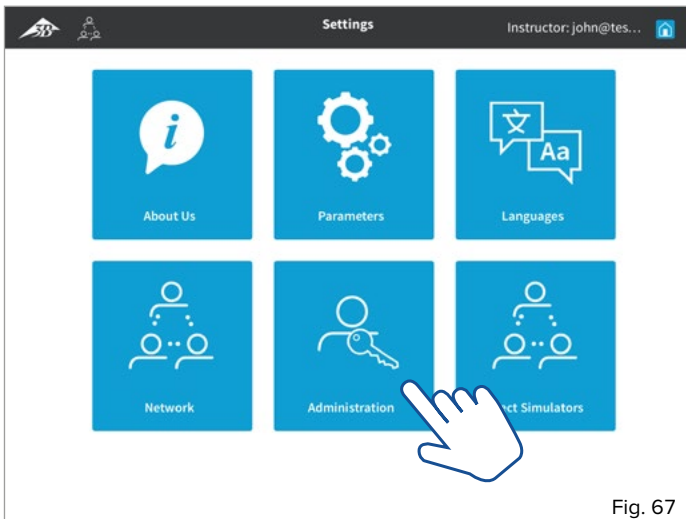 3B
Settings
Instructor: john@tes...
i
About Us
Parameters
文
Aa
Languages
Network
Administration
ct Simulators
Fig. 67